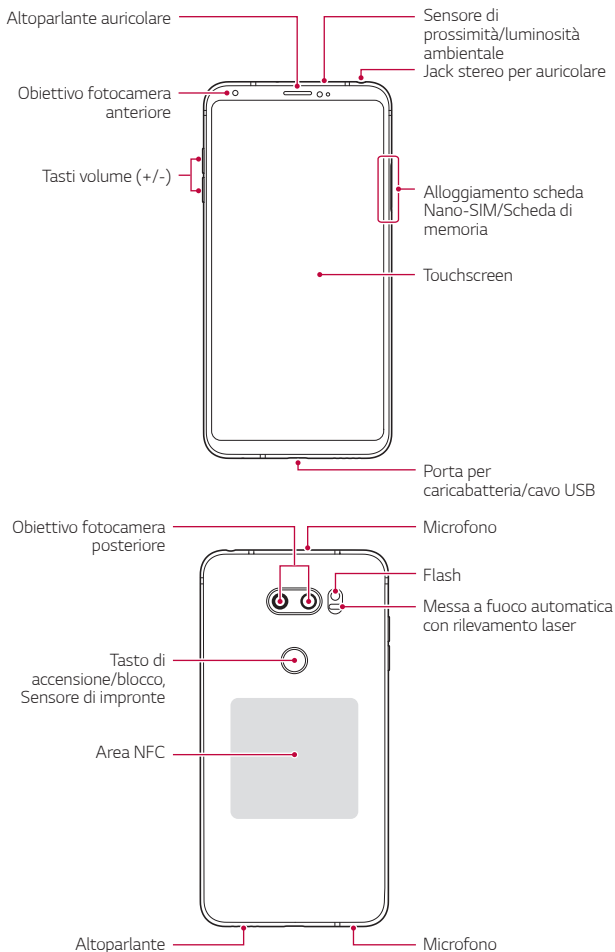 Altoparlante auricolare
Sensore di
prossimità/luminosità
ambientale
Jack stereo per auricolare
Obiettivo fotocamera
anteriore
Tasti volume (+/-)
Alloggiamento scheda
Nano-SIM/Scheda di
memoria
Touchscreen
Porta per
caricabatteria/cavo USB
Obiettivo fotocamera
posteriore
Microfono
Flash
Messa a fuoco automatica
con rilevamento laser
Tasto di
accensione/blocco,
Sensore di impronte
Area NFC
Altoparlante
Microfono